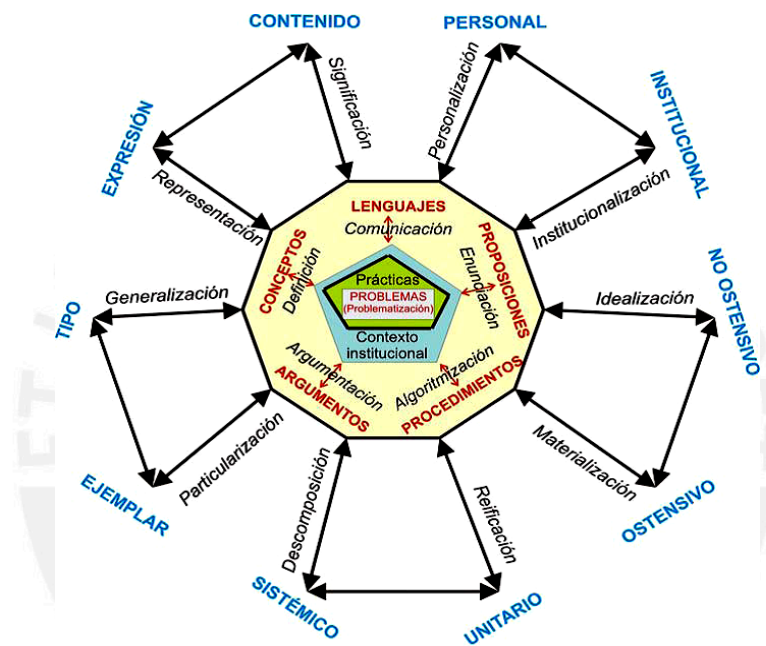 CONTENIDO
PERSONAL
Significación
Personalización
EXPRESIÓN
INSTITUCIONAL
Representación
Institucionalización
LENGUAJES
Comunicación
CONCEPTOS
Definición
PROPOSICIONES
Enunciación
Prácticas
PROBLEMAS
(Problematización)
Contexto
institucional
TIPO
Generalización
Idealización
NO OSTENSIVO
Argumentación
ARGUMENTOS
Algoritmización
PROCEDIMIENTOS
EJEMPLAR
Particularización
Materialización
OSTENSIVO
Descomposición
Reificación
SISTÉMICO
UNITARIO